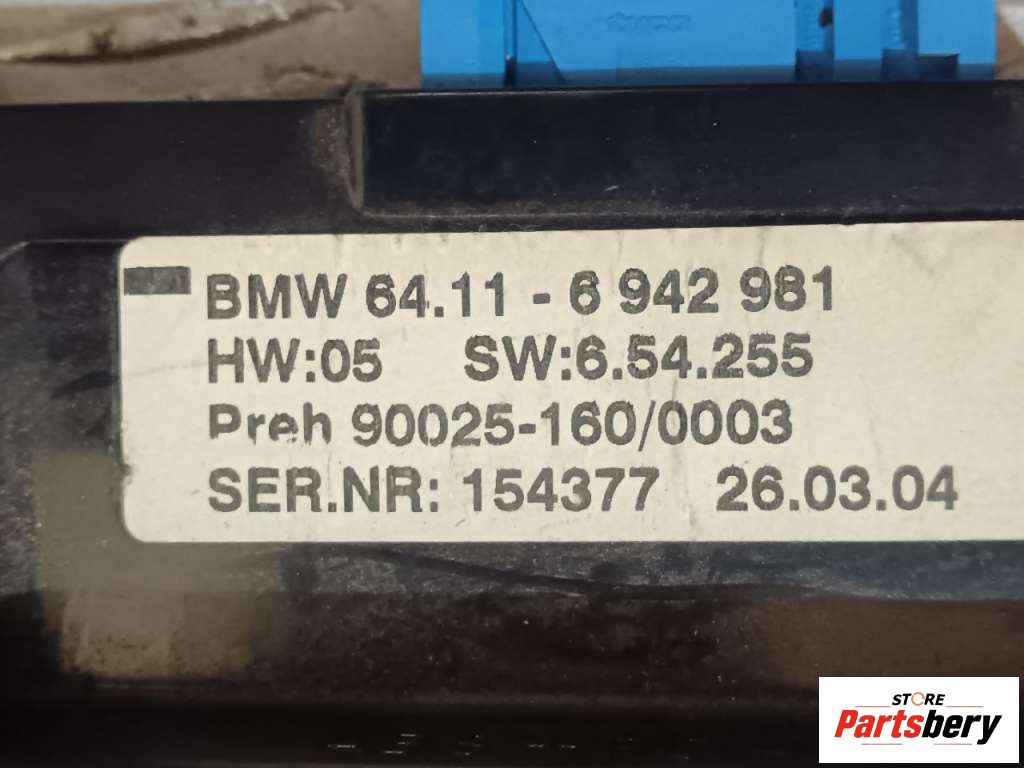 BMW 64.11 - 6 942 981
HW:05 SW:6.54.255
Preh 90025-160/0003
SER.NR: 154377 26.03.04
STORE
Partsbery